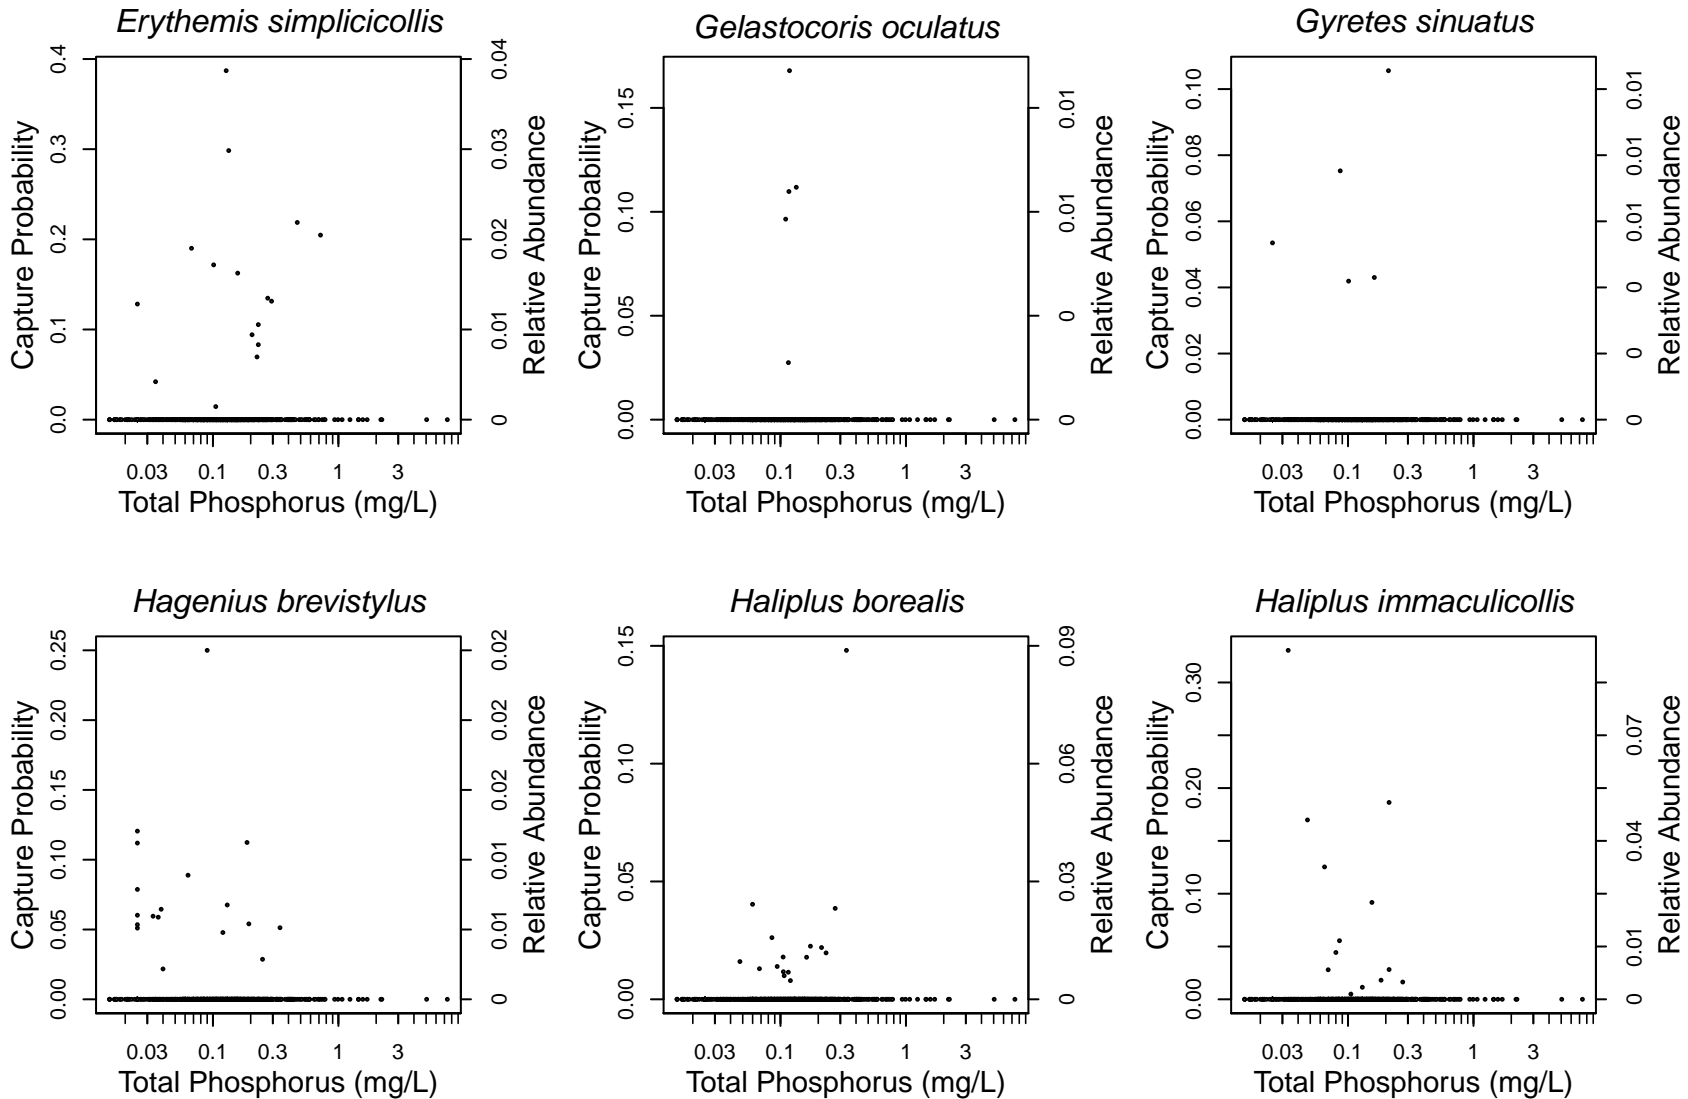 Erythemis simplicicollis
Capture Probability
0.0
0.1
0.2
0.3
0.4
Relative Abundance
0
0.01
0.02
0.03
0.04
0.03 0.1 0.3 1 3
Total Phosphorus (mg/L)
Gelastocoris oculatus
Capture Probability
0.00
0.05
0.10
0.15
Relative Abundance
0
0
0.01
0.01
0.03 0.1 0.3 1 3
Total Phosphorus (mg/L)
Gyretes sinuatus
Capture Probability
0.00
0.02
0.04
0.06
0.08
0.10
Relative Abundance
0
0
0
0.01
0.01
0.01
0.03 0.1 0.3 1 3
Total Phosphorus (mg/L)
Hagenius brevistylus
Capture Probability
0.00
0.05
0.10
0.15
0.20
0.25
Relative Abundance
0
0.01
0.01
0.02
0.02
0.02
0.03 0.1 0.3 1 3
Total Phosphorus (mg/L)
Haliplus borealis
Capture Probability
0.00
0.05
0.10
0.15
Relative Abundance
0
0.03
0.06
0.09
0.03 0.1 0.3 1 3
Total Phosphorus (mg/L)
Haliplus immaculicollis
Capture Probability
0.00
0.10
0.20
0.30
Relative Abundance
0
0.01
0.04
0.07
0.03 0.1 0.3 1 3
Total Phosphorus (mg/L)